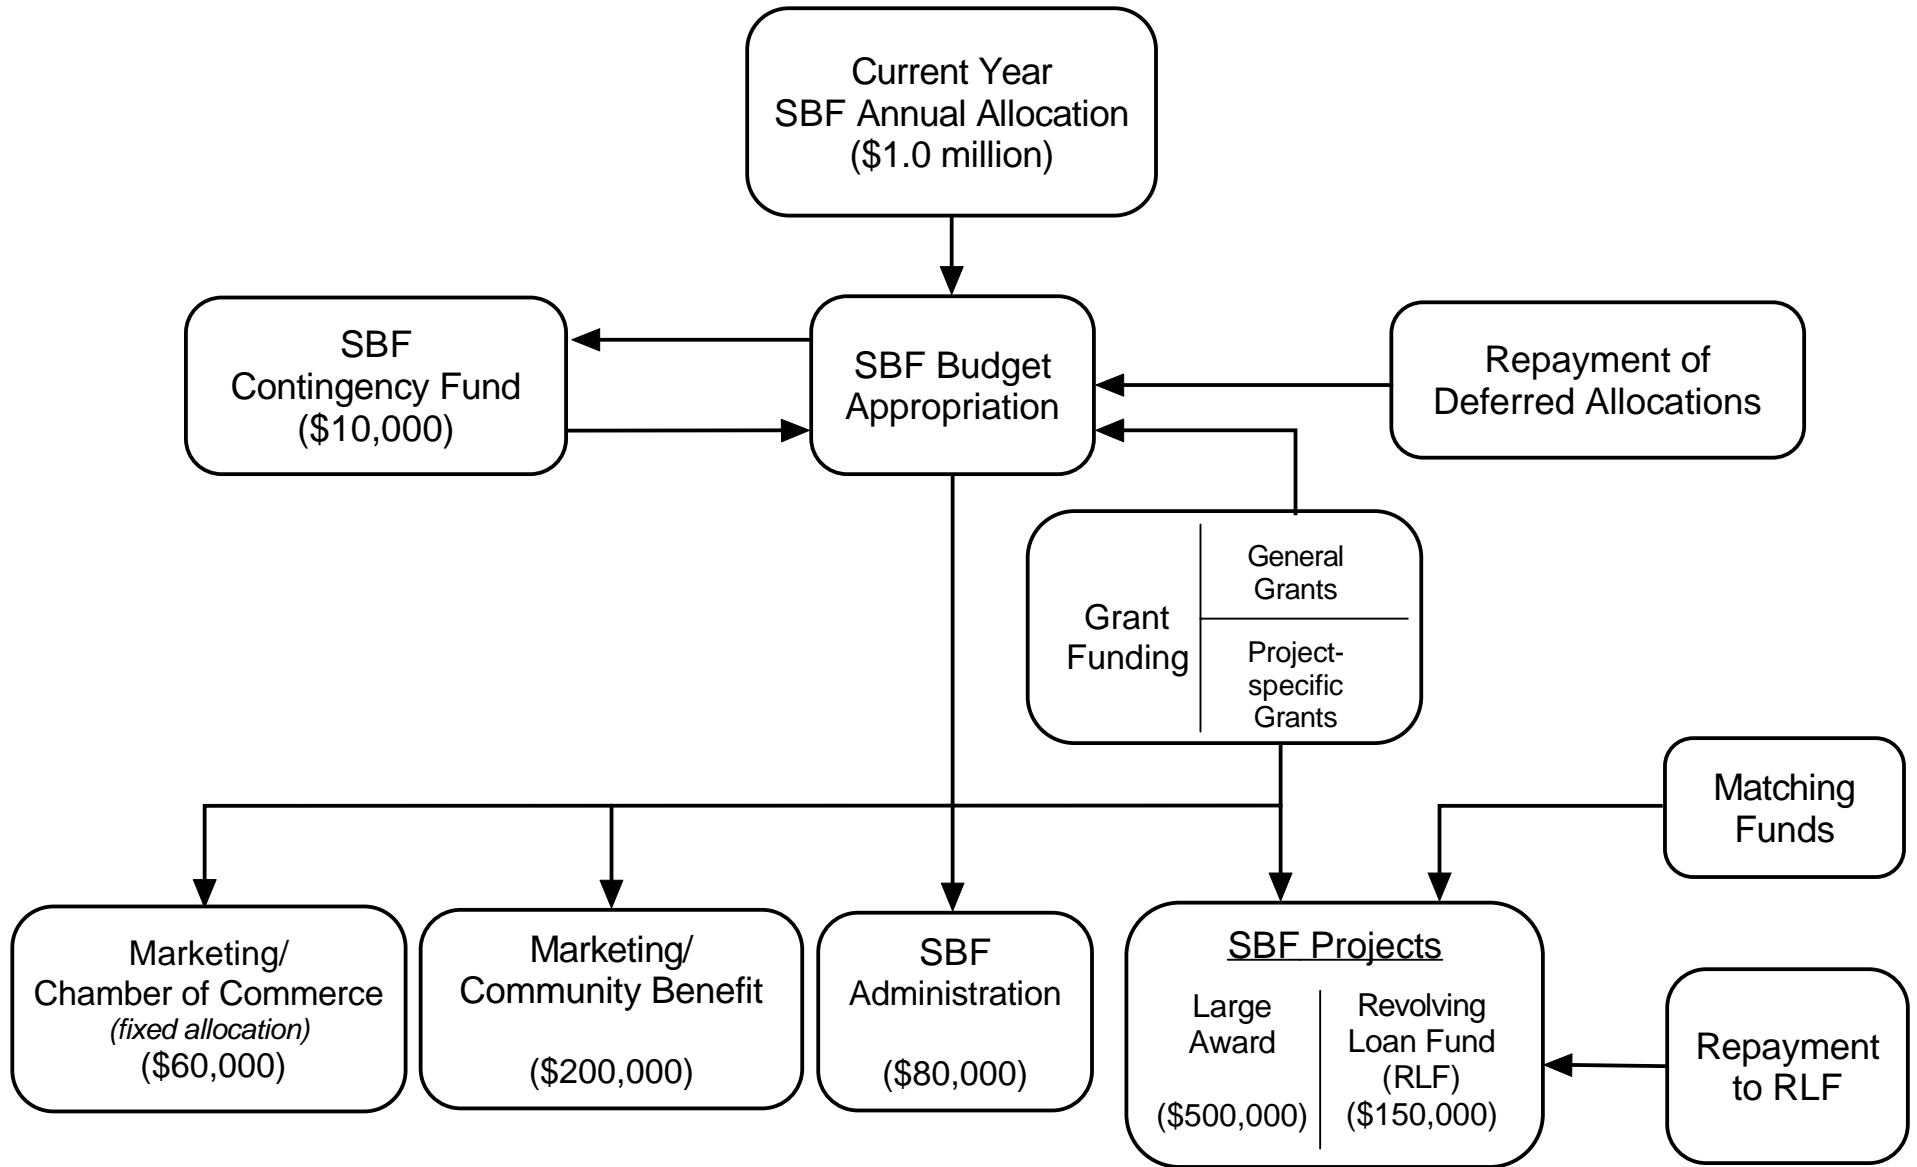 Current Year
SBF Annual Allocation
($1.0 million)
SBF
Contingency Fund
($10,000)
SBF Budget
Appropriation
Repayment of
Deferred Allocations
Grant
Funding
General
Grants
Project-
specific
Grants
Matching
Funds
Marketing/
Chamber of Commerce
(fixed allocation)
($60,000)
Marketing/
Community Benefit
($200,000)
SBF
Administration
($80,000)
SBF Projects
Large
Award
($500,000)
Revolving
Loan Fund
(RLF)
($150,000)
Repayment
to RLF